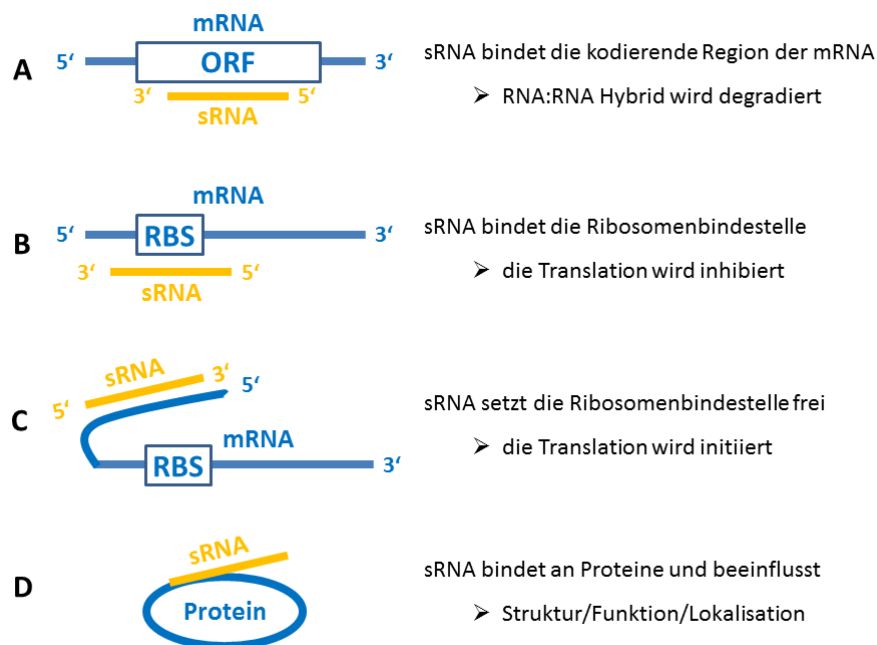 A
mRNA
5‘ ORF 3‘
3‘ 5‘
sRNA
sRNA bindet die kodierende Region der mRNA
➢ RNA:RNA Hybrid wird degradiert
B
mRNA
5‘ RBS 3‘
3‘ 5‘
sRNA
sRNA bindet die Ribosomenbindestelle
➢ die Translation wird inhibiert
C
5‘ sRNA 3‘
5‘
mRNA
RBS 3‘
sRNA setzt die Ribosomenbindestelle frei
➢ die Translation wird initiiert
D
sRNA
Protein
sRNA bindet an Proteine und beeinflusst
➢ Struktur/Funktion/Lokalisation